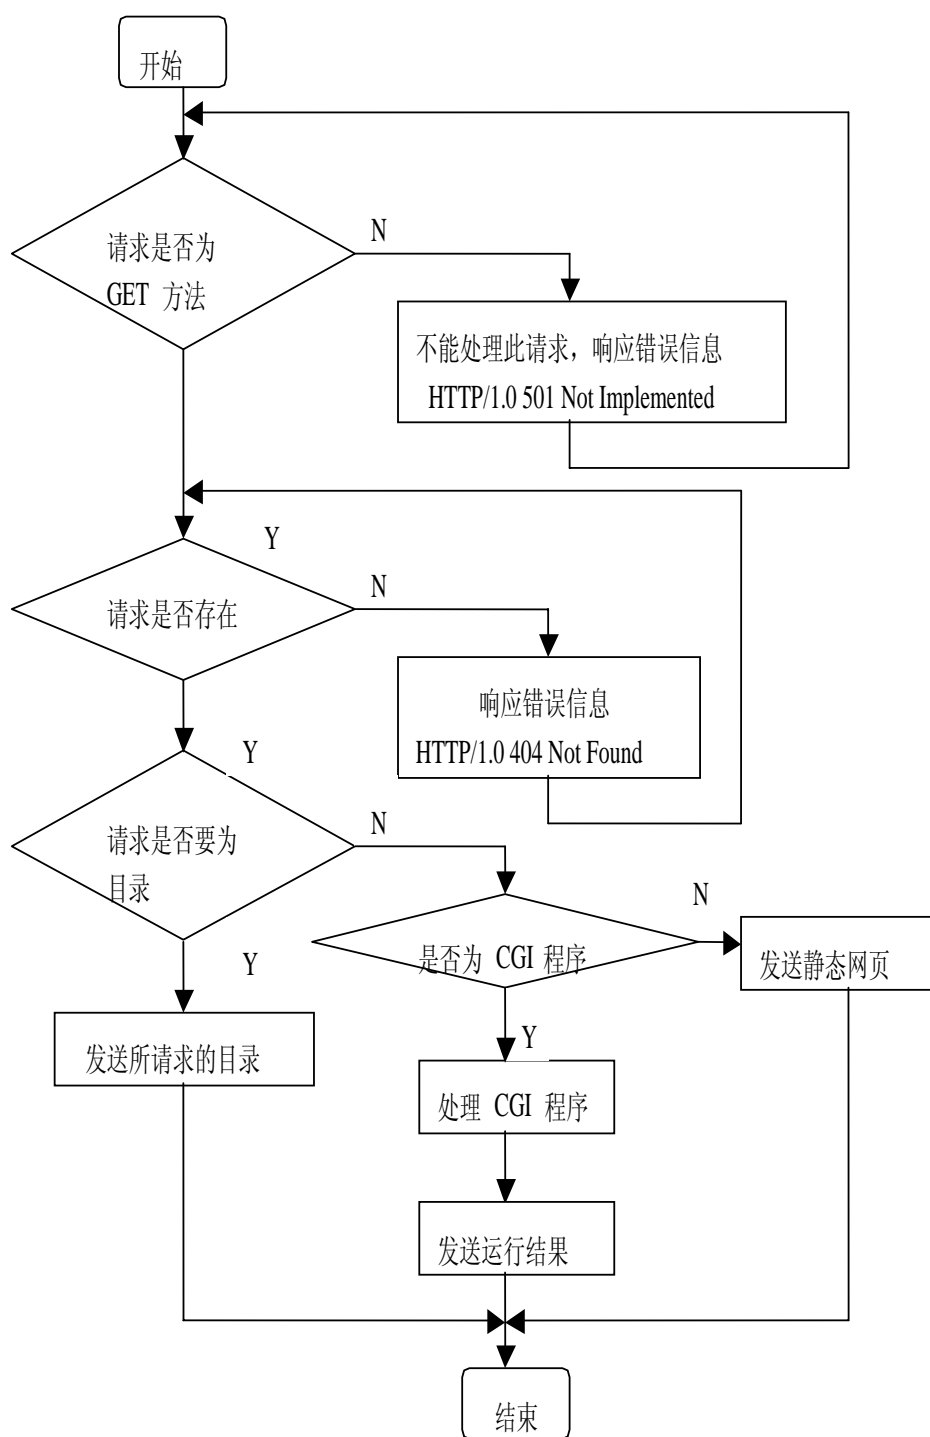 开始
N
请求是否为
GET 方法
不能处理此请求，响应错误信息
HTTP/1.0 501 Not Implemented
Y
N
请求是否存在
响应错误信息
HTTP/1.0 404 Not Found
Y
N
请求是否要为
目录
N
是否为 CGI 程序
发送静态网页
Y
Y
发送所请求的目录
处理 CGI 程序
发送运行结果
结束